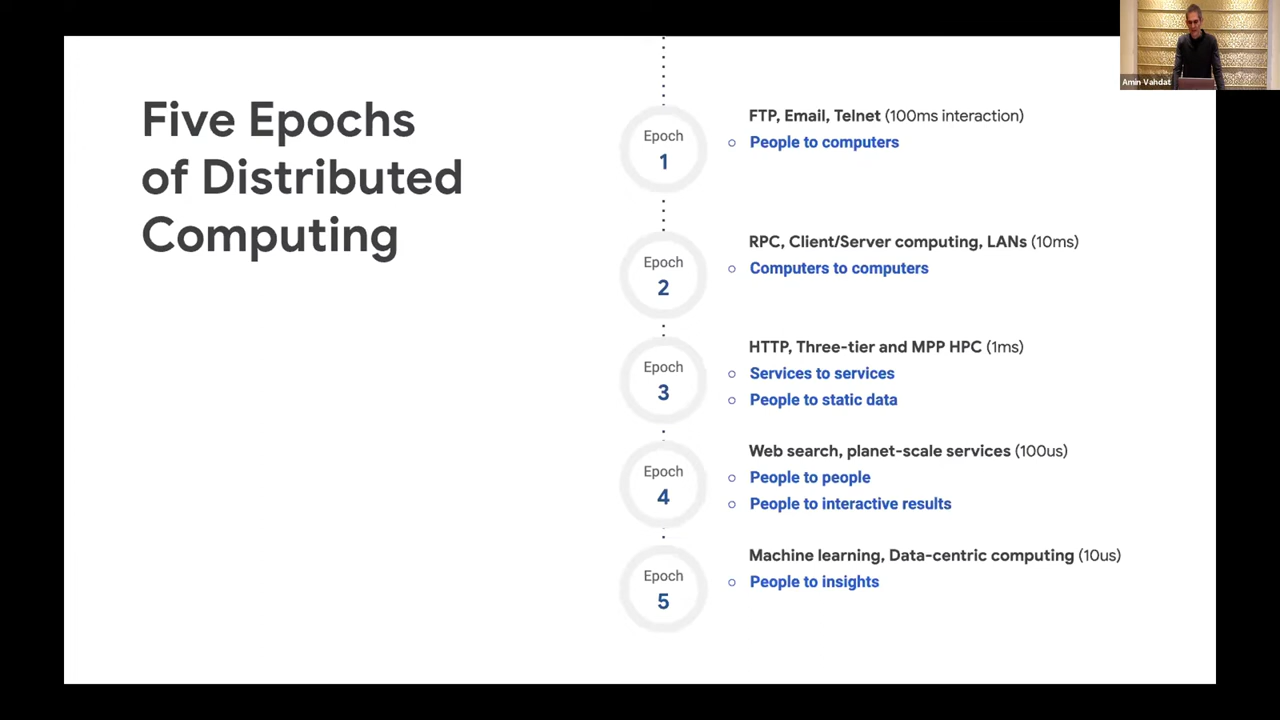 Amin Vahdat
Five Epochs
of Distributed
Computing
Epoch
1
FTP, Email, Telnet (100ms interaction)
○ People to computers
Epoch
2
RPC, Client/Server computing, LANs (10ms)
○ Computers to computers
Epoch
3
HTTP, Three-tier and MPP HPC (1ms)
○ Services to services
○ People to static data
Epoch
4
Web search, planet-scale services (100us)
○ People to people
○ People to interactive results
Epoch
5
Machine learning, Data-centric computing (10us)
○ People to insights